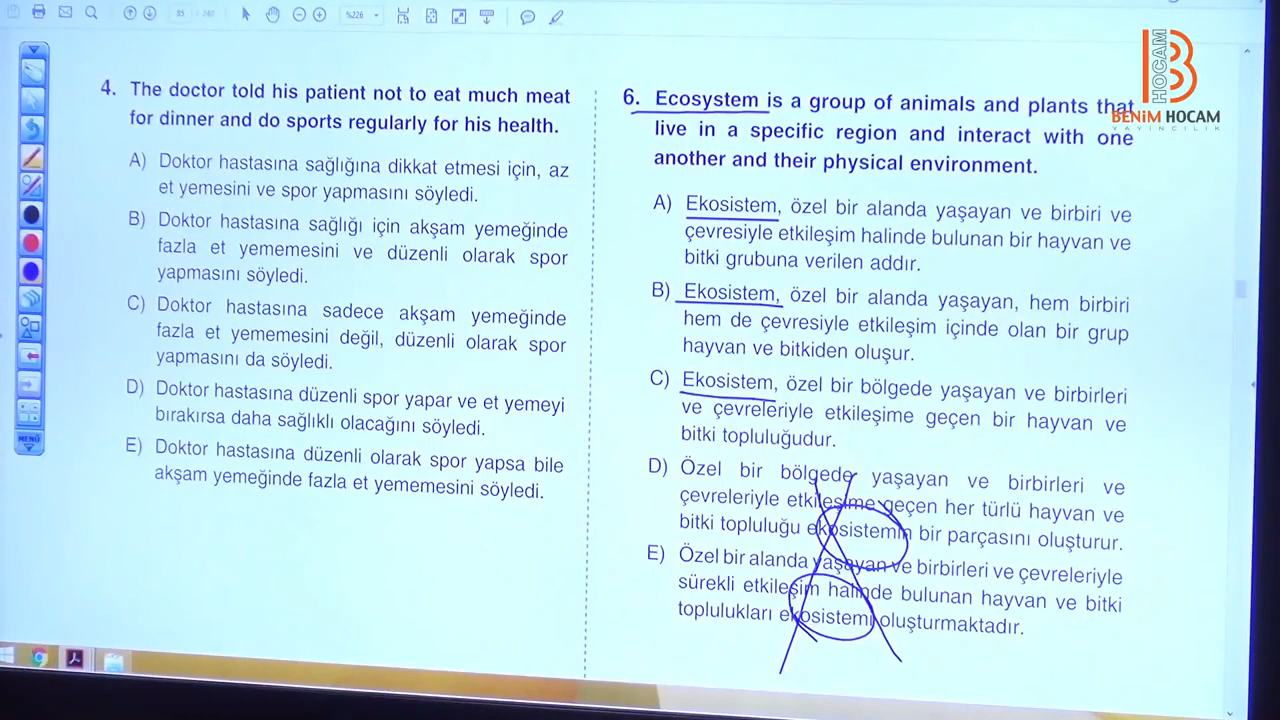 %226
4. The doctor told his patient not to eat much meat
for dinner and do sports regularly for his health.
A) Doktor hastasına sağlığına dikkat etmesi için, az
et yemesini ve spor yapmasını söyledi.
B) Doktor hastasına sağlığı için akşam yemeğinde
fazla et yememesini ve düzenli olarak spor
yapmasını söyledi.
C) Doktor hastasına sadece akşam yemeğinde
fazla et yememesini değil, düzenli olarak spor
yapmasını da söyledi.
D) Doktor hastasına düzenli spor yapar ve et yemeyi
bırakırsa daha sağlıklı olacağını söyledi.
E) Doktor hastasına düzenli olarak spor yapsa bile
akşam yemeğinde fazla et yememesini söyledi.
6. Ecosystem is a group of animals and plants that
live in a specific region and interact with one
another and their physical environment.
A) Ekosistem, özel bir alanda yaşayan ve birbiri ve
çevresiyle etkileşim halinde bulunan bir hayvan ve
bitki grubuna verilen addır.
B) Ekosistem, özel bir alanda yaşayan, hem birbiri
hem de çevresiyle etkileşim içinde olan bir grup
hayvan ve bitkiden oluşur.
C) Ekosistem, özel bir bölgede yaşayan ve birbirleri
ve çevreleriyle etkileşime geçen bir hayvan ve
bitki topluluğudur.
D) Özel bir bölgede yaşayan ve birbirleri ve
çevreleriyle etkileşime geçen her türlü hayvan ve
bitki topluluğu ekosistemin bir parçasını oluşturur.
E) Özel bir alanda yaşayan ve birbirleri ve çevreleriyle
sürekli etkileşim halinde bulunan hayvan ve bitki
toplulukları ekosistemi oluşturmaktadır.
HOCAM
BENiM HOCAM
YAYINCILIK
MENÜ